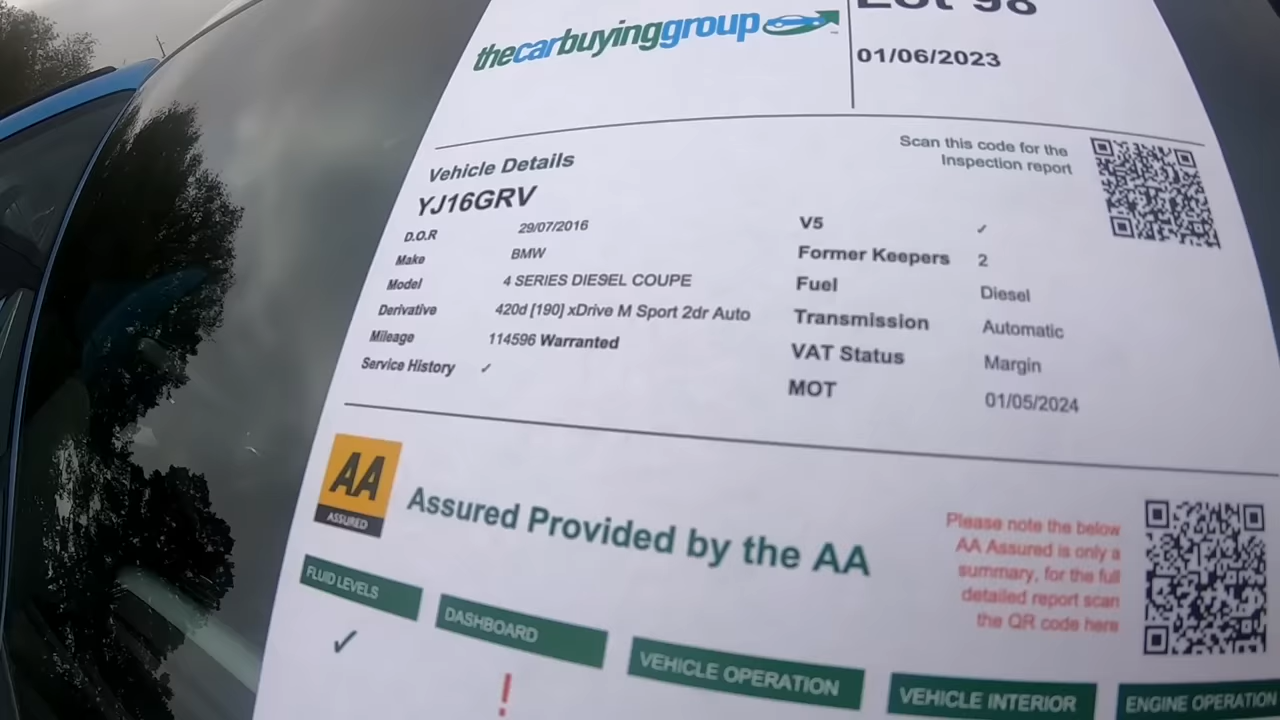 thecarbuyinggroup
Lot 98
01/06/2023
Scan this code for the
Inspection report
Vehicle Details
YJ16GRV
D.O.R 29/07/2016
Make BMW
Model 4 SERIES DIESEL COUPE
Derivative 420d [190] xDrive M Sport 2dr Auto
Mileage 114596 Warranted
Service History ✓
V5 ✓
Former Keepers 2
Fuel Diesel
Transmission Automatic
VAT Status Margin
MOT 01/05/2024
AA
ASSURED
Assured Provided by the AA
Please note the below
AA Assured is only a
summary, for the full
detailed report scan
the QR code here
FLUID LEVELS
✓
DASHBOARD
!
VEHICLE OPERATION
VEHICLE INTERIOR
ENGINE OPERATION